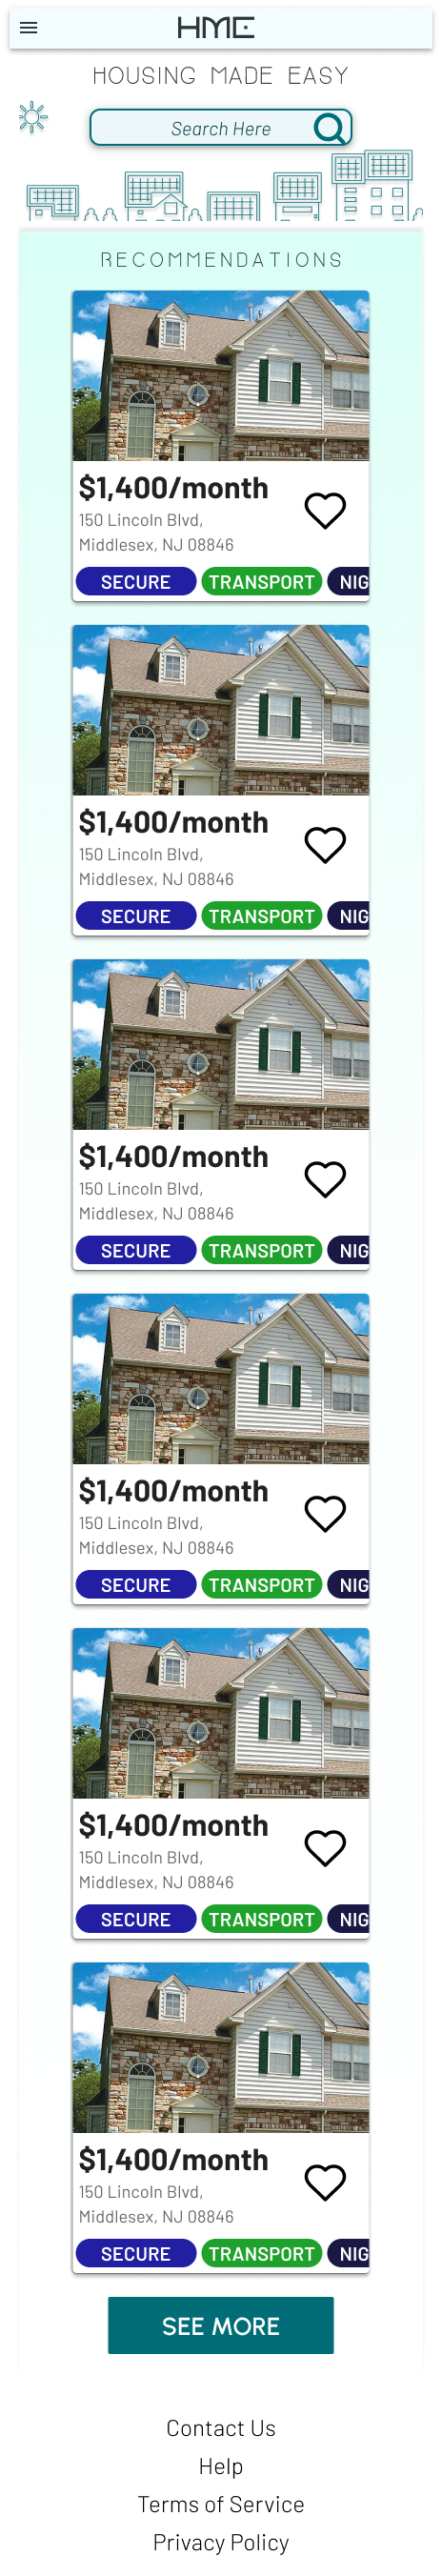 HME
HOUSING MADE EASY
Search Here
RECOMMENDATIONS
$1,400/month
150 Lincoln Blvd,
Middlesex, NJ 08846
SECURE TRANSPORT NIG
$1,400/month
150 Lincoln Blvd,
Middlesex, NJ 08846
SECURE TRANSPORT NIG
$1,400/month
150 Lincoln Blvd,
Middlesex, NJ 08846
SECURE TRANSPORT NIG
$1,400/month
150 Lincoln Blvd,
Middlesex, NJ 08846
SECURE TRANSPORT NIG
$1,400/month
150 Lincoln Blvd,
Middlesex, NJ 08846
SECURE TRANSPORT NIG
$1,400/month
150 Lincoln Blvd,
Middlesex, NJ 08846
SECURE TRANSPORT NIG
SEE MORE
Contact Us
Help
Terms of Service
Privacy Policy